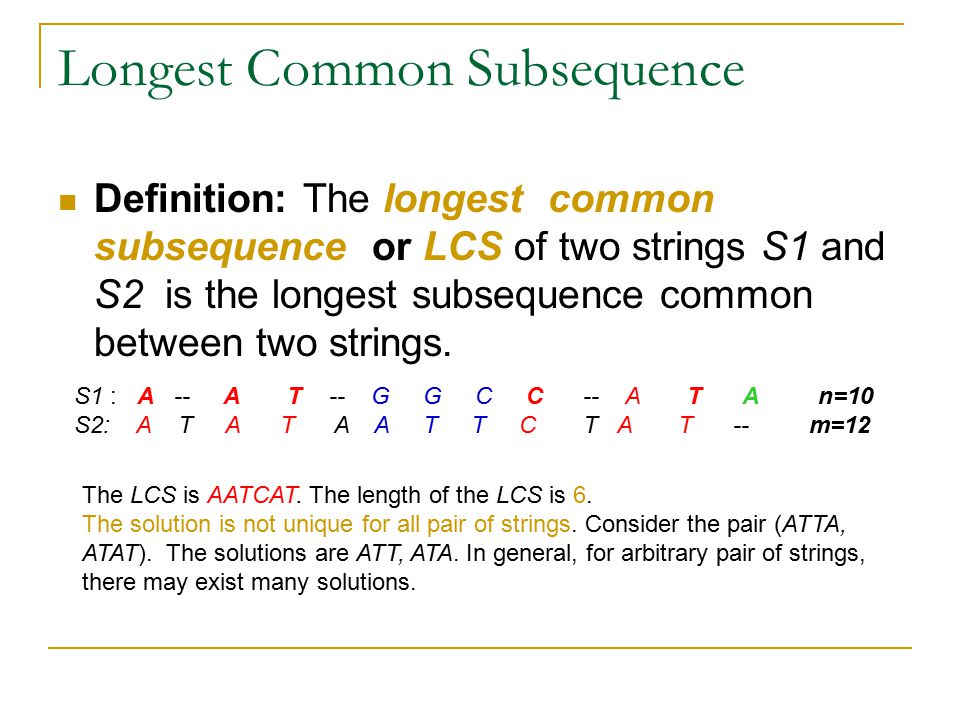 Longest Common Subsequence
Definition: The longest common
subsequence or LCS of two strings S1 and
S2 is the longest subsequence common
between two strings.
S1 : A -- A T -- G G C C -- A T A n=10
S2: A T A T A A T T C T A T -- m=12
The LCS is AATCAT. The length of the LCS is 6.
The solution is not unique for all pair of strings. Consider the pair (ATTA,
ATAT). The solutions are ATT, ATA. In general, for arbitrary pair of strings,
there may exist many solutions.